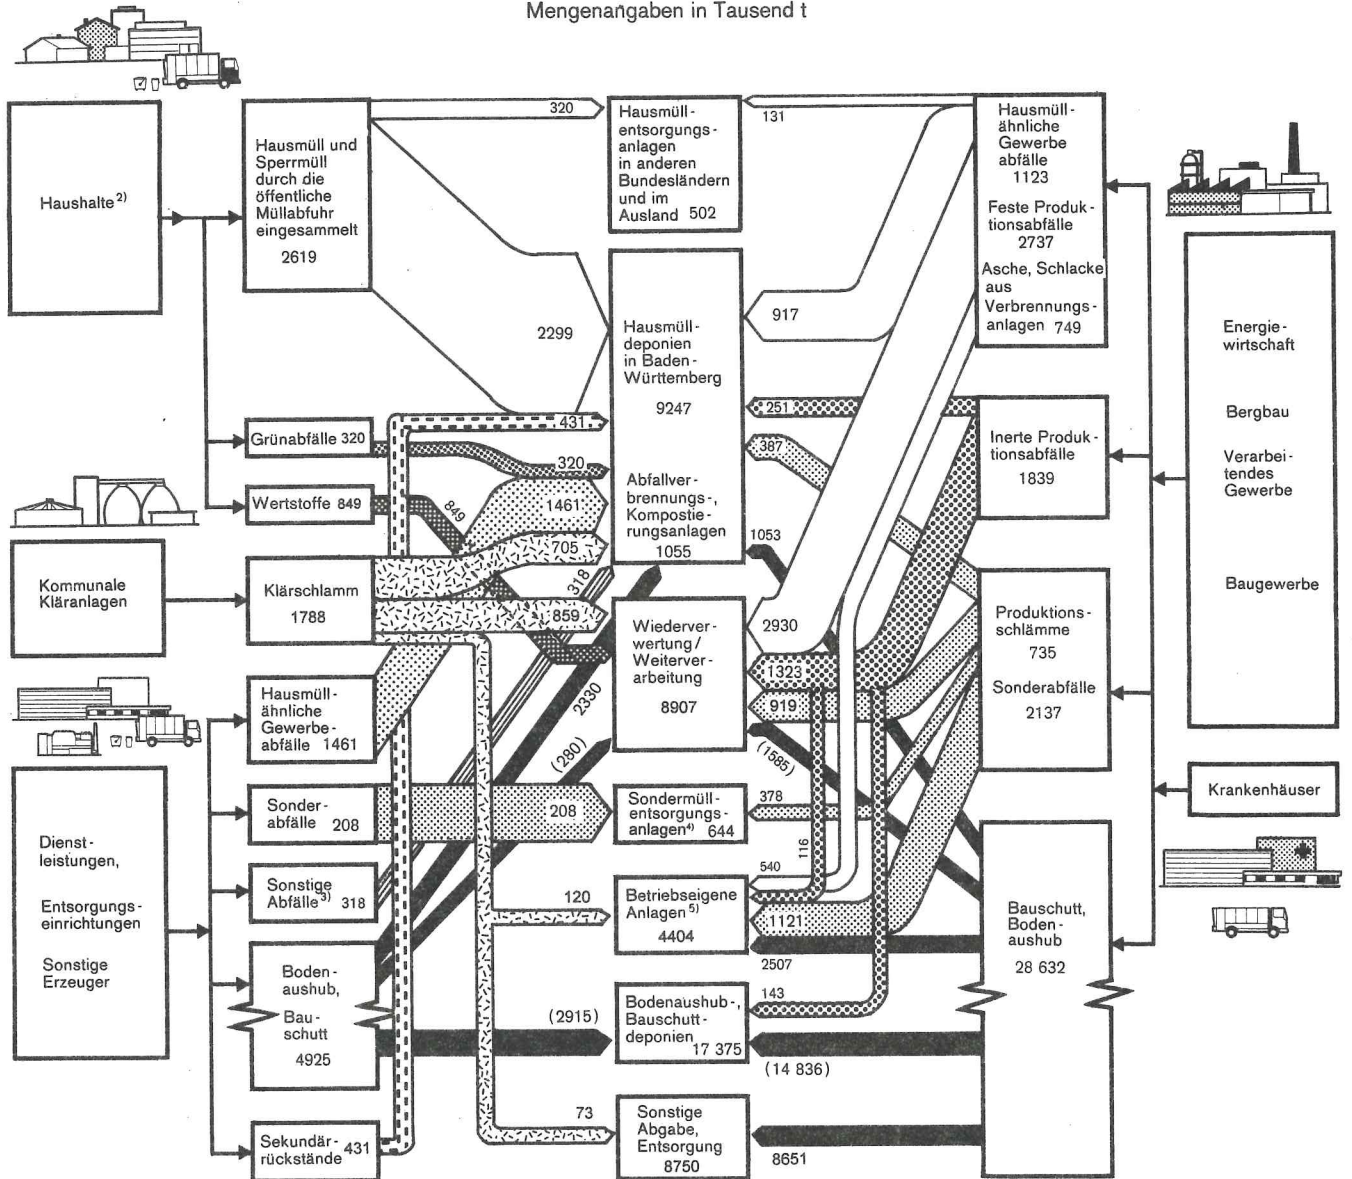 Mengenangaben in Tausend t
Haushalte²⁾
Hausmüll und
Sperrmüll
durch die
öffentliche
Müllabfuhr
eingesammelt
2619
320
Hausmüll-
entsorgungs-
anlagen
in anderen
Bundesländern
und im
Ausland 502
131
Hausmüll-
ähnliche
Gewerbe
abfälle
1123
Feste Produk-
tionsabfälle
2737
Asche, Schlacke
aus
Verbrennungs-
anlagen 749
2299
Hausmüll-
deponien
in Baden-
Württemberg
9247
Abfallver-
brennungs-,
Kompostie-
rungsanlagen
1055
917
251
387
1053
Energie-
wirtschaft
Bergbau
Verarbei-
tendes
Gewerbe
Baugewerbe
Inerte Produk-
tionsabfälle
1839
Grünabfälle 320
Wertstoffe 849
431
320
849
1461
705
859
318
Kommunale
Kläranlagen
Klärschlamm
1788
Wiederver-
wertung/
Weiterver-
arbeitung
8907
2930
1323
919
(1585)
Produktions-
schlämme
735
Sonderabfälle
2137
Hausmüll-
ähnliche
Gewerbe-
abfälle 1461
2330
(280)
Krankenhäuser
Dienst-
leistungen,
Entsorgungs-
einrichtungen
Sonstige
Erzeuger
Sonder-
abfälle 208
208
Sondermüll-
entsorgungs-
anlagen⁴⁾ 644
378
116
Sonstige
Abfälle³⁾ 318
120
Betriebseigene
Anlagen⁵⁾
4404
540
1121
2507
Bauschutt,
Boden-
aushub
28 632
Boden-
aushub,
Bau-
schutt
4925
(2915)
Bodenaushub-,
Bauschutt-
deponien
17 375
143
(14 836)
Sekundär-
rückstände 431
73
Sonstige
Abgabe,
Entsorgung
8750
8651